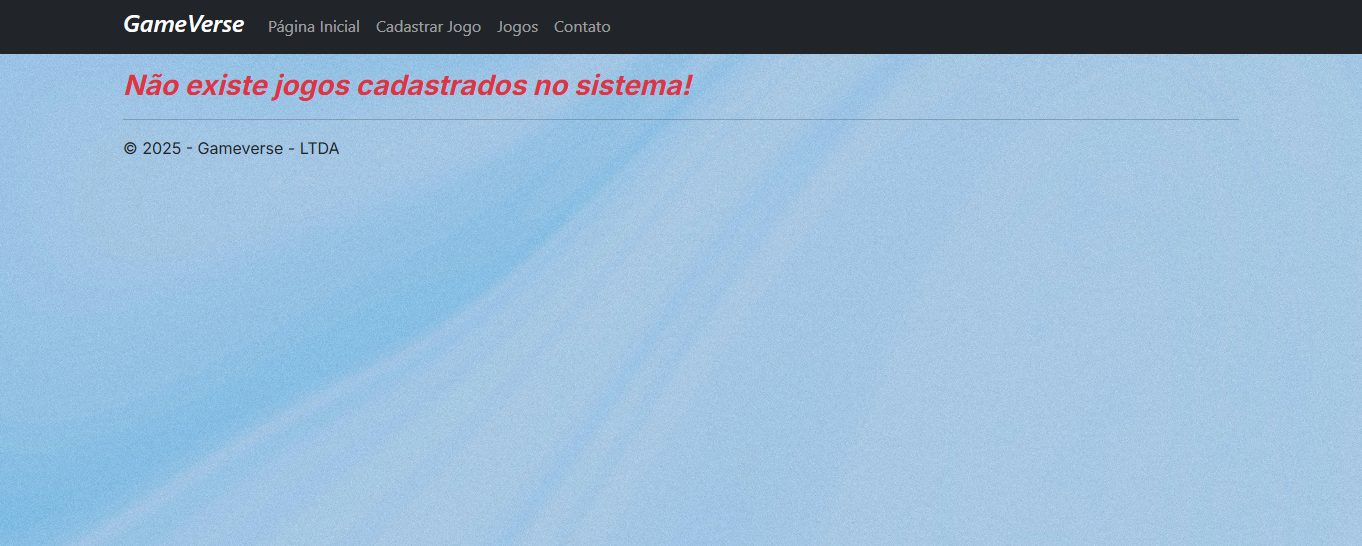 GameVerse Página Inicial Cadastrar Jogo Jogos Contato
Não existe jogos cadastrados no sistema!
© 2025 - Gameverse - LTDA